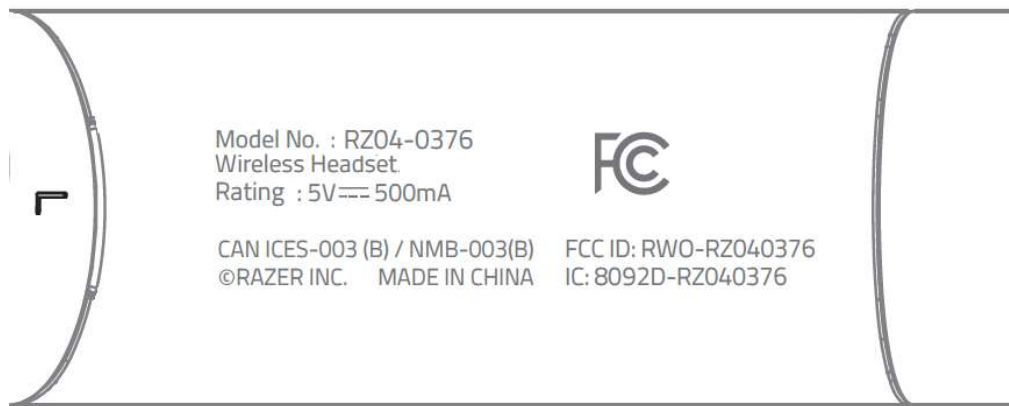 Model No. : RZ04-0376
Wireless Headset.
Rating : 5V⎓500mA
FC
CAN ICES-003 (B) / NMB-003(B)
FCC ID: RWO-RZ040376
©RAZER INC. MADE IN CHINA
IC: 8092D-RZ040376
L